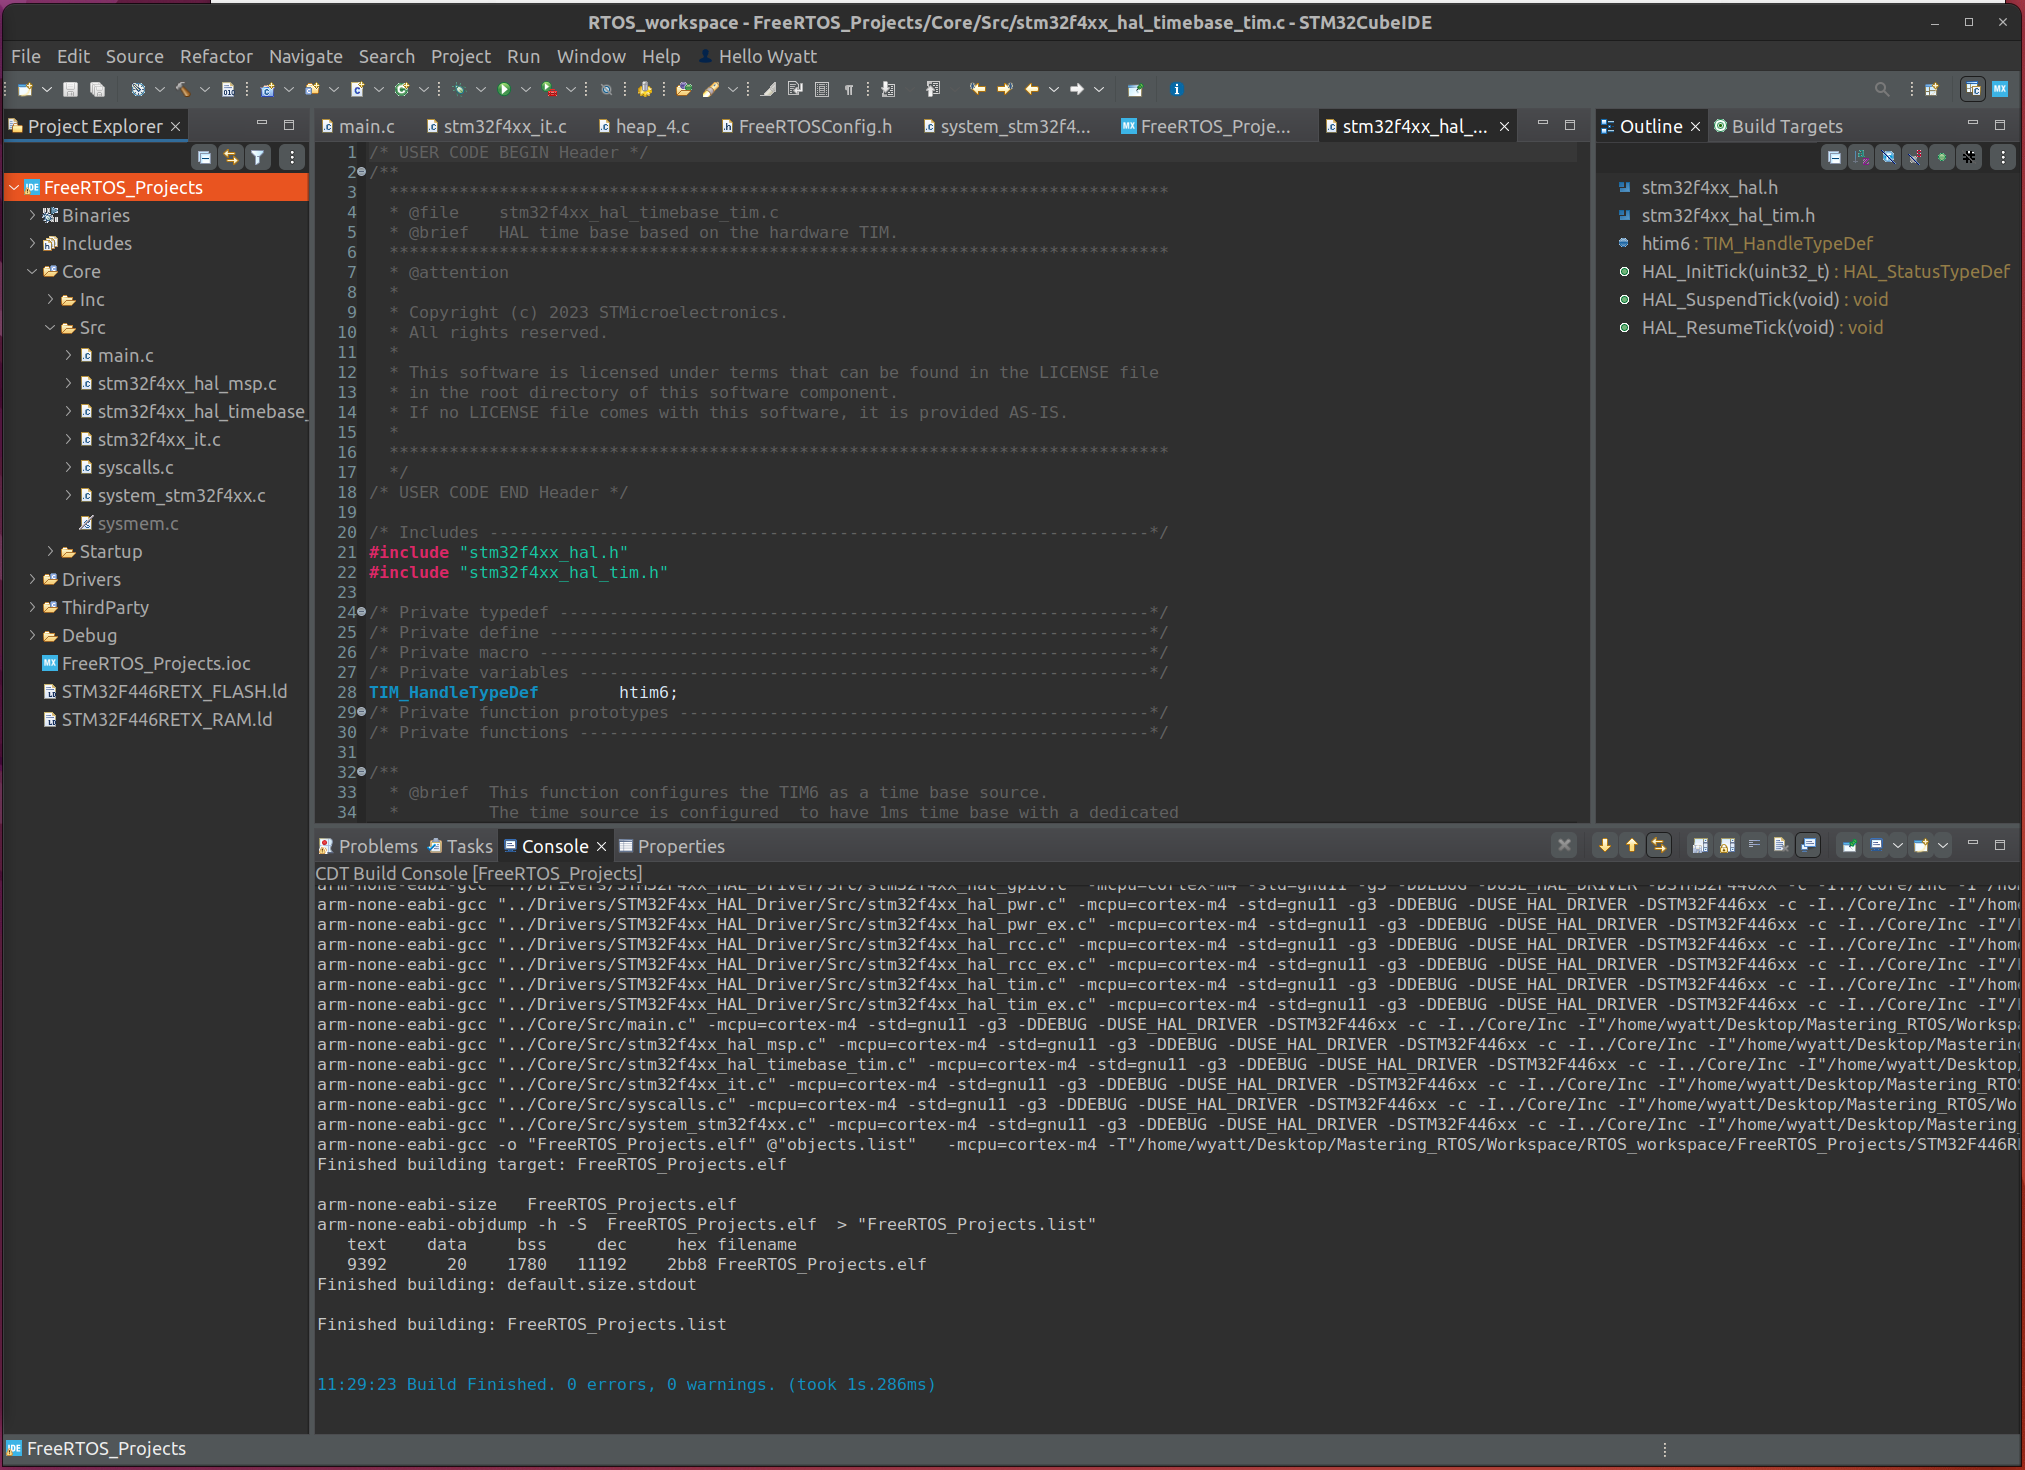 RTOS_workspace - FreeRTOS_Projects/Core/Src/stm32f4xx_hal_timebase_tim.c - STM32CubeIDE
File Edit Source Refactor Navigate Search Project Run Window Help Hello Wyatt
Project Explorer
FreeRTOS_Projects
Binaries
Includes
Core
Inc
Src
main.c
stm32f4xx_hal_msp.c
stm32f4xx_hal_timebase_
stm32f4xx_it.c
syscalls.c
system_stm32f4xx.c
sysmem.c
Startup
Drivers
ThirdParty
Debug
FreeRTOS_Projects.ioc
STM32F446RETX_FLASH.ld
STM32F446RETX_RAM.ld
main.c stm32f4xx_it.c heap_4.c FreeRTOSConfig.h system_stm32f4... FreeRTOS_Proje... stm32f4xx_hal_...
1 /* USER CODE BEGIN Header */
2 /**
3 ******************************************************************************
4 * @file    stm32f4xx_hal_timebase_tim.c
5 * @brief   HAL time base based on the hardware TIM.
6 ******************************************************************************
7 * @attention
8 *
9 * Copyright (c) 2023 STMicroelectronics.
10 * All rights reserved.
11 *
12 * This software is licensed under terms that can be found in the LICENSE file
13 * in the root directory of this software component.
14 * If no LICENSE file comes with this software, it is provided AS-IS.
15 *
16 ******************************************************************************
17 */
18 /* USER CODE END Header */
19
20 /* Includes ------------------------------------------------------------------*/
21 #include "stm32f4xx_hal.h"
22 #include "stm32f4xx_hal_tim.h"
23
24 /* Private typedef -----------------------------------------------------------*/
25 /* Private define ------------------------------------------------------------*/
26 /* Private macro -------------------------------------------------------------*/
27 /* Private variables ---------------------------------------------------------*/
28 TIM_HandleTypeDef        htim6;
29 /* Private function prototypes -----------------------------------------------*/
30 /* Private functions ---------------------------------------------------------*/
31
32 /**
33 * @brief  This function configures the TIM6 as a time base source.
34 *         The time source is configured  to have 1ms time base with a dedicated
Outline Build Targets
stm32f4xx_hal.h
stm32f4xx_hal_tim.h
htim6 : TIM_HandleTypeDef
HAL_InitTick(uint32_t) : HAL_StatusTypeDef
HAL_SuspendTick(void) : void
HAL_ResumeTick(void) : void
Problems Tasks Console Properties
CDT Build Console [FreeRTOS_Projects]
arm-none-eabi-gcc "../Drivers/STM32F4xx_HAL_Driver/Src/stm32f4xx_hal_gpio.c" -mcpu=cortex-m4 -std=gnu11 -g3 -DDEBUG -DUSE_HAL_DRIVER -DSTM32F446xx -c -I../Core/Inc -I"/hom
arm-none-eabi-gcc "../Drivers/STM32F4xx_HAL_Driver/Src/stm32f4xx_hal_pwr.c" -mcpu=cortex-m4 -std=gnu11 -g3 -DDEBUG -DUSE_HAL_DRIVER -DSTM32F446xx -c -I../Core/Inc -I"/home
arm-none-eabi-gcc "../Drivers/STM32F4xx_HAL_Driver/Src/stm32f4xx_hal_pwr_ex.c" -mcpu=cortex-m4 -std=gnu11 -g3 -DDEBUG -DUSE_HAL_DRIVER -DSTM32F446xx -c -I../Core/Inc -I"/
arm-none-eabi-gcc "../Drivers/STM32F4xx_HAL_Driver/Src/stm32f4xx_hal_rcc.c" -mcpu=cortex-m4 -std=gnu11 -g3 -DDEBUG -DUSE_HAL_DRIVER -DSTM32F446xx -c -I../Core/Inc -I"/home
arm-none-eabi-gcc "../Drivers/STM32F4xx_HAL_Driver/Src/stm32f4xx_hal_rcc_ex.c" -mcpu=cortex-m4 -std=gnu11 -g3 -DDEBUG -DUSE_HAL_DRIVER -DSTM32F446xx -c -I../Core/Inc -I"/
arm-none-eabi-gcc "../Drivers/STM32F4xx_HAL_Driver/Src/stm32f4xx_hal_tim.c" -mcpu=cortex-m4 -std=gnu11 -g3 -DDEBUG -DUSE_HAL_DRIVER -DSTM32F446xx -c -I../Core/Inc -I"/home
arm-none-eabi-gcc "../Drivers/STM32F4xx_HAL_Driver/Src/stm32f4xx_hal_tim_ex.c" -mcpu=cortex-m4 -std=gnu11 -g3 -DDEBUG -DUSE_HAL_DRIVER -DSTM32F446xx -c -I../Core/Inc -I"/
arm-none-eabi-gcc "../Core/Src/main.c" -mcpu=cortex-m4 -std=gnu11 -g3 -DDEBUG -DUSE_HAL_DRIVER -DSTM32F446xx -c -I../Core/Inc -I"/home/wyatt/Desktop/Mastering_RTOS/Workspa
arm-none-eabi-gcc "../Core/Src/stm32f4xx_hal_msp.c" -mcpu=cortex-m4 -std=gnu11 -g3 -DDEBUG -DUSE_HAL_DRIVER -DSTM32F446xx -c -I../Core/Inc -I"/home/wyatt/Desktop/Mastering
arm-none-eabi-gcc "../Core/Src/stm32f4xx_hal_timebase_tim.c" -mcpu=cortex-m4 -std=gnu11 -g3 -DDEBUG -DUSE_HAL_DRIVER -DSTM32F446xx -c -I../Core/Inc -I"/home/wyatt/Desktop/
arm-none-eabi-gcc "../Core/Src/stm32f4xx_it.c" -mcpu=cortex-m4 -std=gnu11 -g3 -DDEBUG -DUSE_HAL_DRIVER -DSTM32F446xx -c -I../Core/Inc -I"/home/wyatt/Desktop/Mastering_RTOS
arm-none-eabi-gcc "../Core/Src/syscalls.c" -mcpu=cortex-m4 -std=gnu11 -g3 -DDEBUG -DUSE_HAL_DRIVER -DSTM32F446xx -c -I../Core/Inc -I"/home/wyatt/Desktop/Mastering_RTOS/Wo
arm-none-eabi-gcc "../Core/Src/system_stm32f4xx.c" -mcpu=cortex-m4 -std=gnu11 -g3 -DDEBUG -DUSE_HAL_DRIVER -DSTM32F446xx -c -I../Core/Inc -I"/home/wyatt/Desktop/Mastering_
arm-none-eabi-gcc -o "FreeRTOS_Projects.elf" @"objects.list"   -mcpu=cortex-m4 -T"/home/wyatt/Desktop/Mastering_RTOS/Workspace/RTOS_workspace/FreeRTOS_Projects/STM32F446R
Finished building target: FreeRTOS_Projects.elf
arm-none-eabi-size   FreeRTOS_Projects.elf
arm-none-eabi-objdump -h -S  FreeRTOS_Projects.elf  > "FreeRTOS_Projects.list"
text    data     bss     dec     hex filename
9392      20    1780   11192    2bb8 FreeRTOS_Projects.elf
Finished building: default.size.stdout
Finished building: FreeRTOS_Projects.list
11:29:23 Build Finished. 0 errors, 0 warnings. (took 1s.286ms)
FreeRTOS_Projects